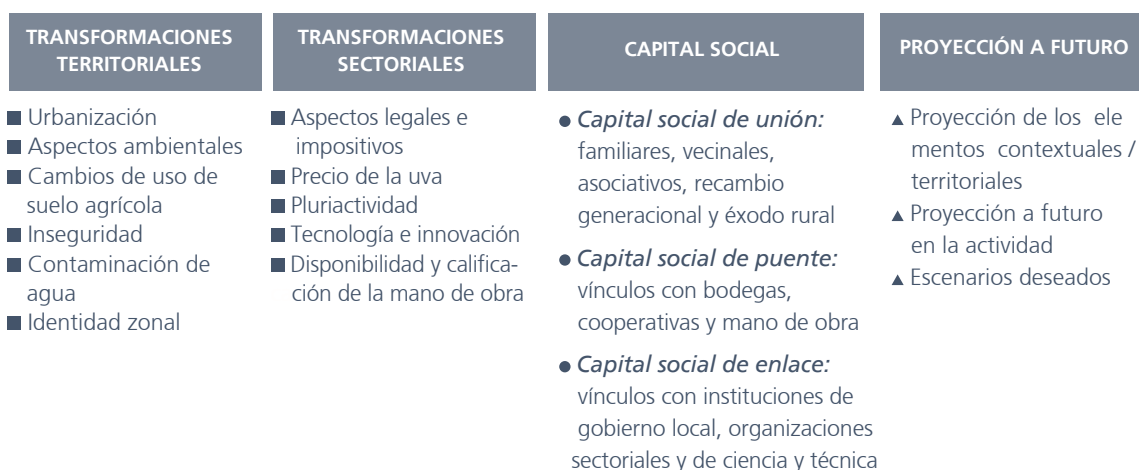 TRANSFORMACIONES
TERRITORIALES
■ Urbanización
■ Aspectos ambientales
■ Cambios de uso de
suelo agrícola
■ Inseguridad
■ Contaminación de
agua
■ Identidad zonal
TRANSFORMACIONES
SECTORIALES
■ Aspectos legales e
impositivos
■ Precio de la uva
■ Pluriactividad
■ Tecnología e innovación
■ Disponibilidad y califica-
ción de la mano de obra
CAPITAL SOCIAL
● Capital social de unión:
familiares, vecinales,
asociativos, recambio
generacional y éxodo rural
● Capital social de puente:
vínculos con bodegas,
cooperativas y mano de obra
● Capital social de enlace:
vínculos con instituciones de
gobierno local, organizaciones
sectoriales y de ciencia y técnica
PROYECCIÓN A FUTURO
▲ Proyección de los ele
mentos contextuales /
territoriales
▲ Proyección a futuro
en la actividad
▲ Escenarios deseados